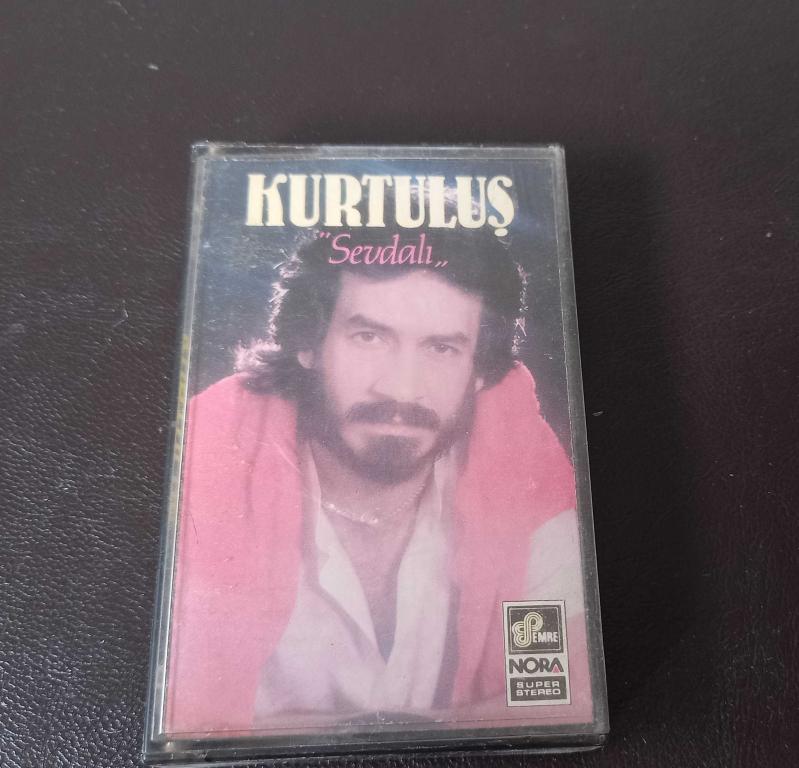 KURTULUŞ
"Sevdalı„
EMRE
NORA
SUPER
STEREO